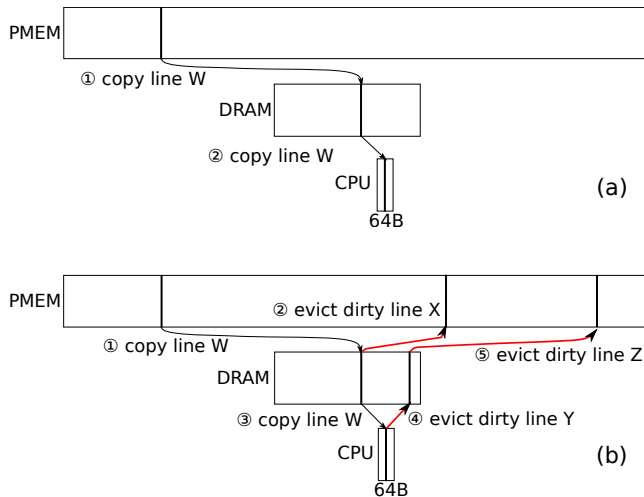 PMEM
① copy line W
DRAM
② copy line W
CPU
64B
(a)
PMEM
② evict dirty line X
① copy line W
⑤ evict dirty line Z
DRAM
③ copy line W
④ evict dirty line Y
CPU
64B
(b)